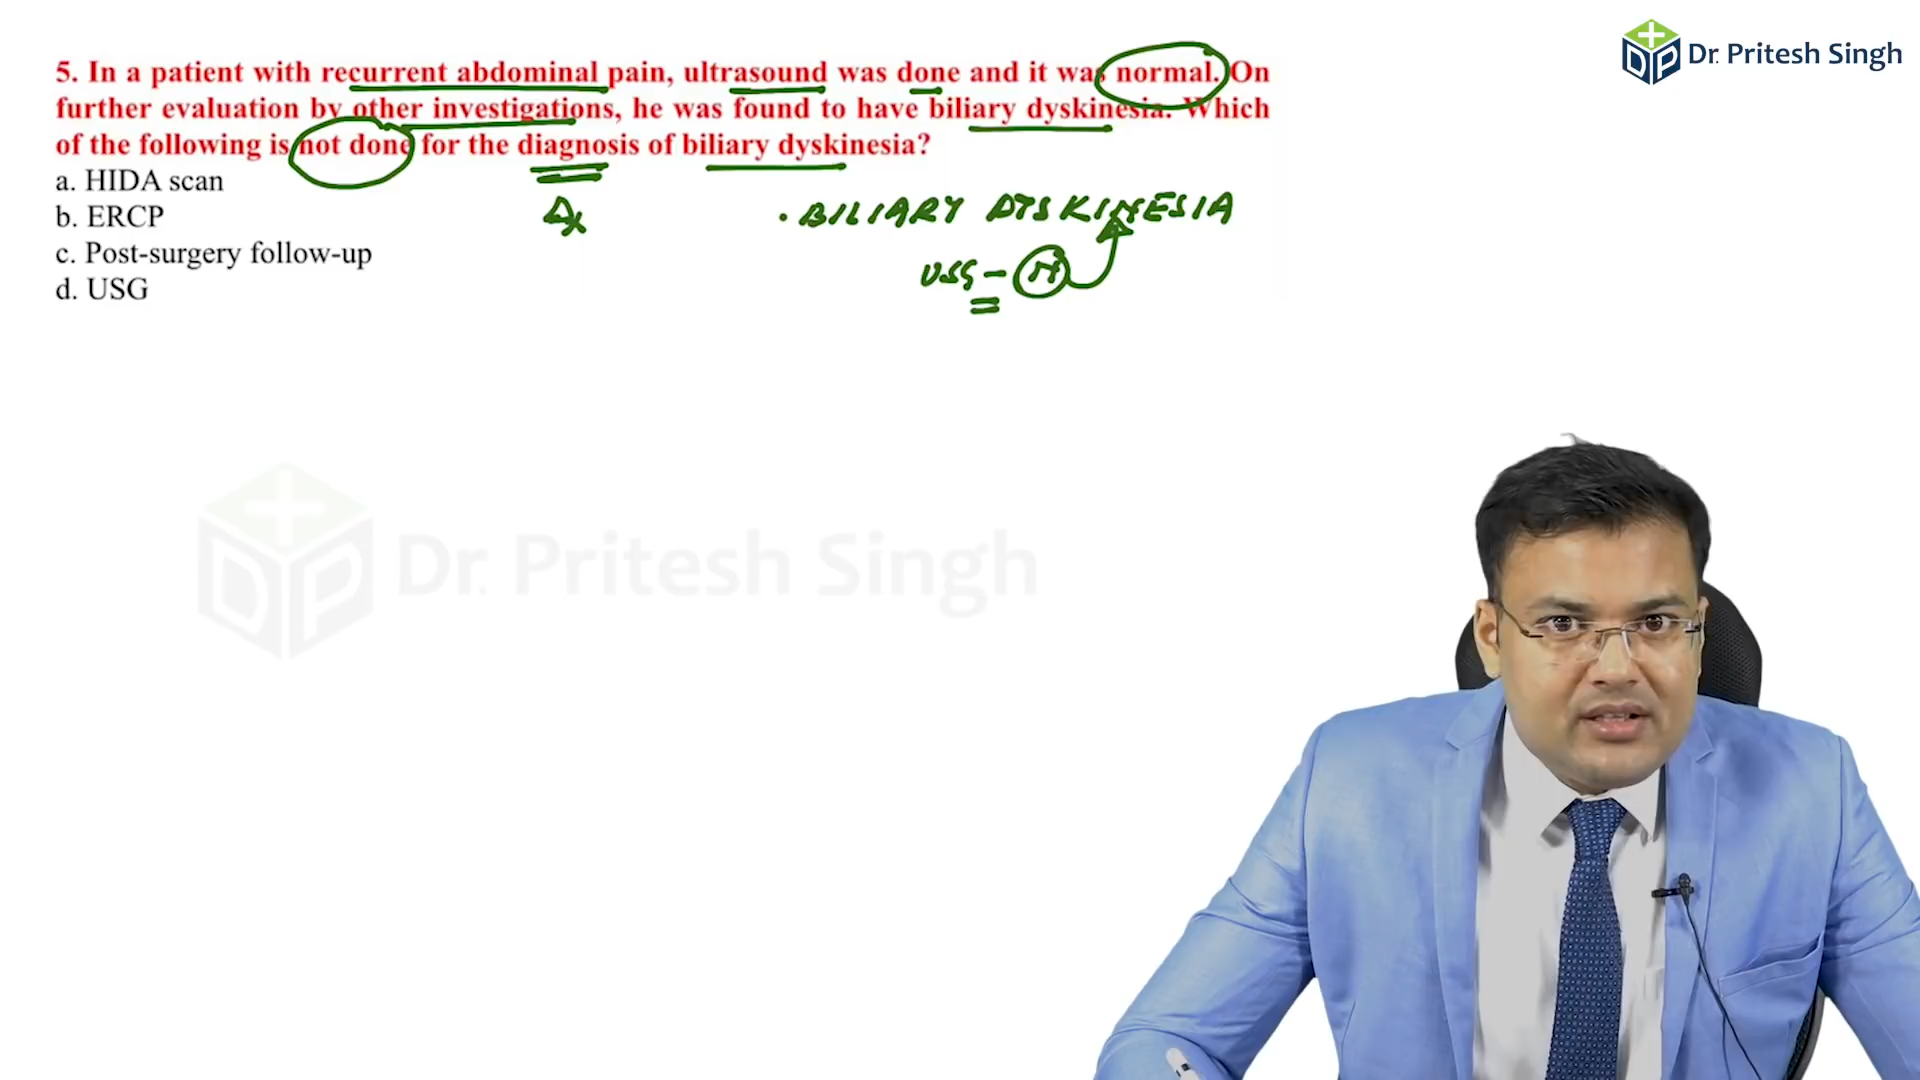 Dr. Pritesh Singh
5. In a patient with recurrent abdominal pain, ultrasound was done and it was normal. On
further evaluation by other investigations, he was found to have biliary dyskinesia. Which
of the following is not done for the diagnosis of biliary dyskinesia?
a. HIDA scan
b. ERCP
c. Post-surgery follow-up
d. USG
Δx
. BILIARY DYSKINESIA
USG - N
Dr. Pritesh Singh